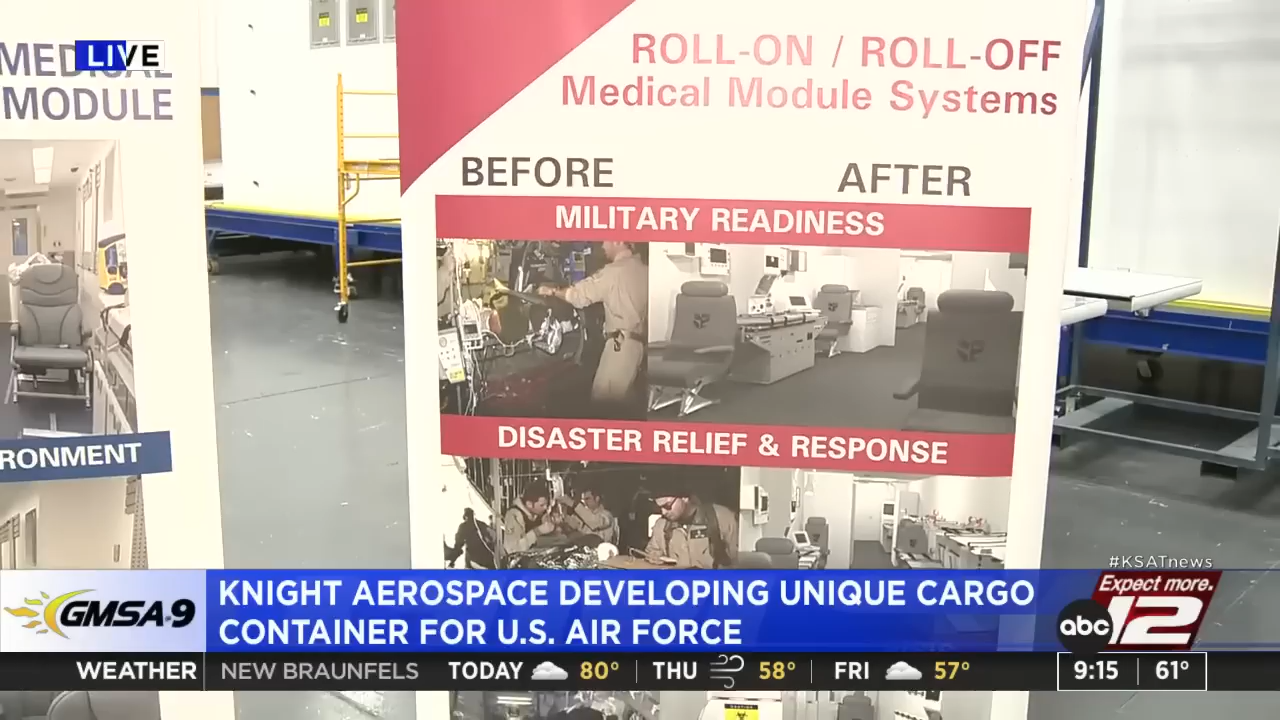 LIVE
MEDICAL
MODULE
RONMENT
ROLL-ON / ROLL-OFF
Medical Module Systems
BEFORE AFTER
MILITARY READINESS
DISASTER RELIEF & RESPONSE
#KSATnews
GMSA@9
KNIGHT AEROSPACE DEVELOPING UNIQUE CARGO
CONTAINER FOR U.S. AIR FORCE
Expect more.
abc 12
WEATHER NEW BRAUNFELS TODAY 80° THU 58° FRI 57° 9:15 61°